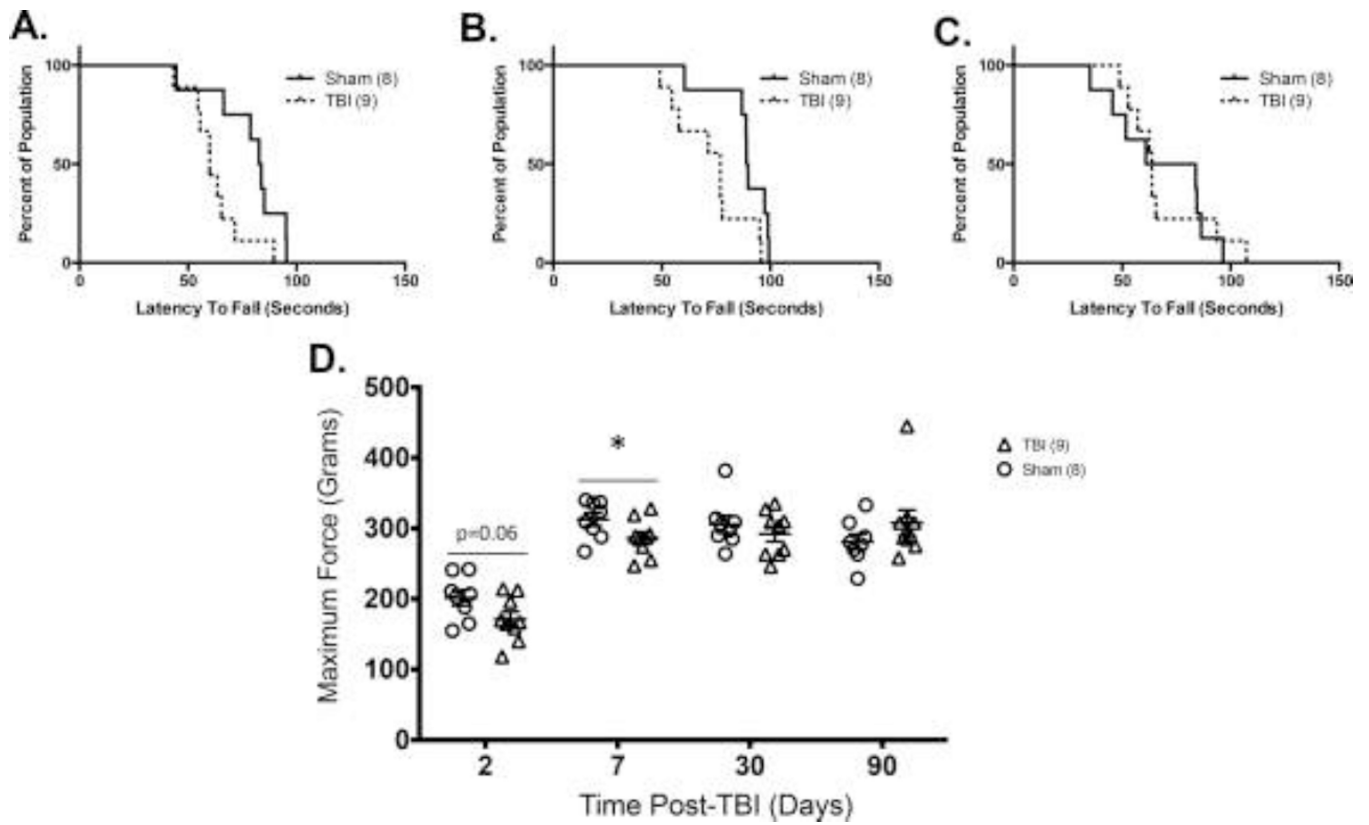 A.
100
50
0
0 50 100 150
Percent of Population
Latency To Fall (Seconds)
Sham (8)
TBI (9)
B.
100
50
0
0 50 100 150
Percent of Population
Latency To Fall (Seconds)
Sham (8)
TBI (9)
C.
100
50
0
0 50 100 150
Percent of Population
Latency To Fall (Seconds)
Sham (8)
TBI (9)
D.
500
400
300
200
100
0
Maximum Force (Grams)
p=0.06
*
TBI (9)
Sham (8)
2 7 30 90
Time Post-TBI (Days)